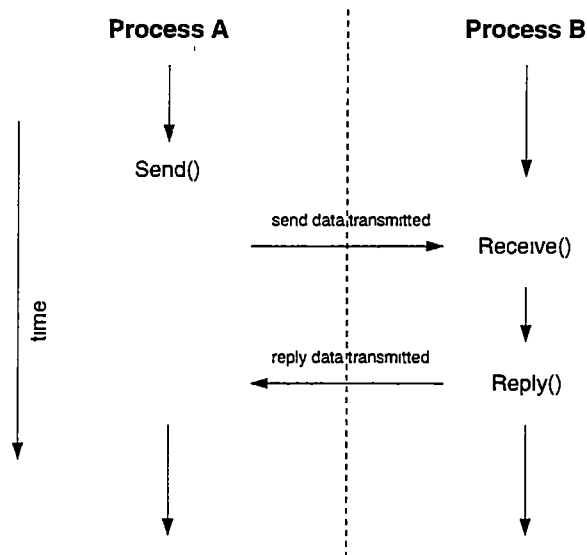 Process A
Process B
Send()
send data transmitted
Receive()
time
reply data transmitted
Reply()